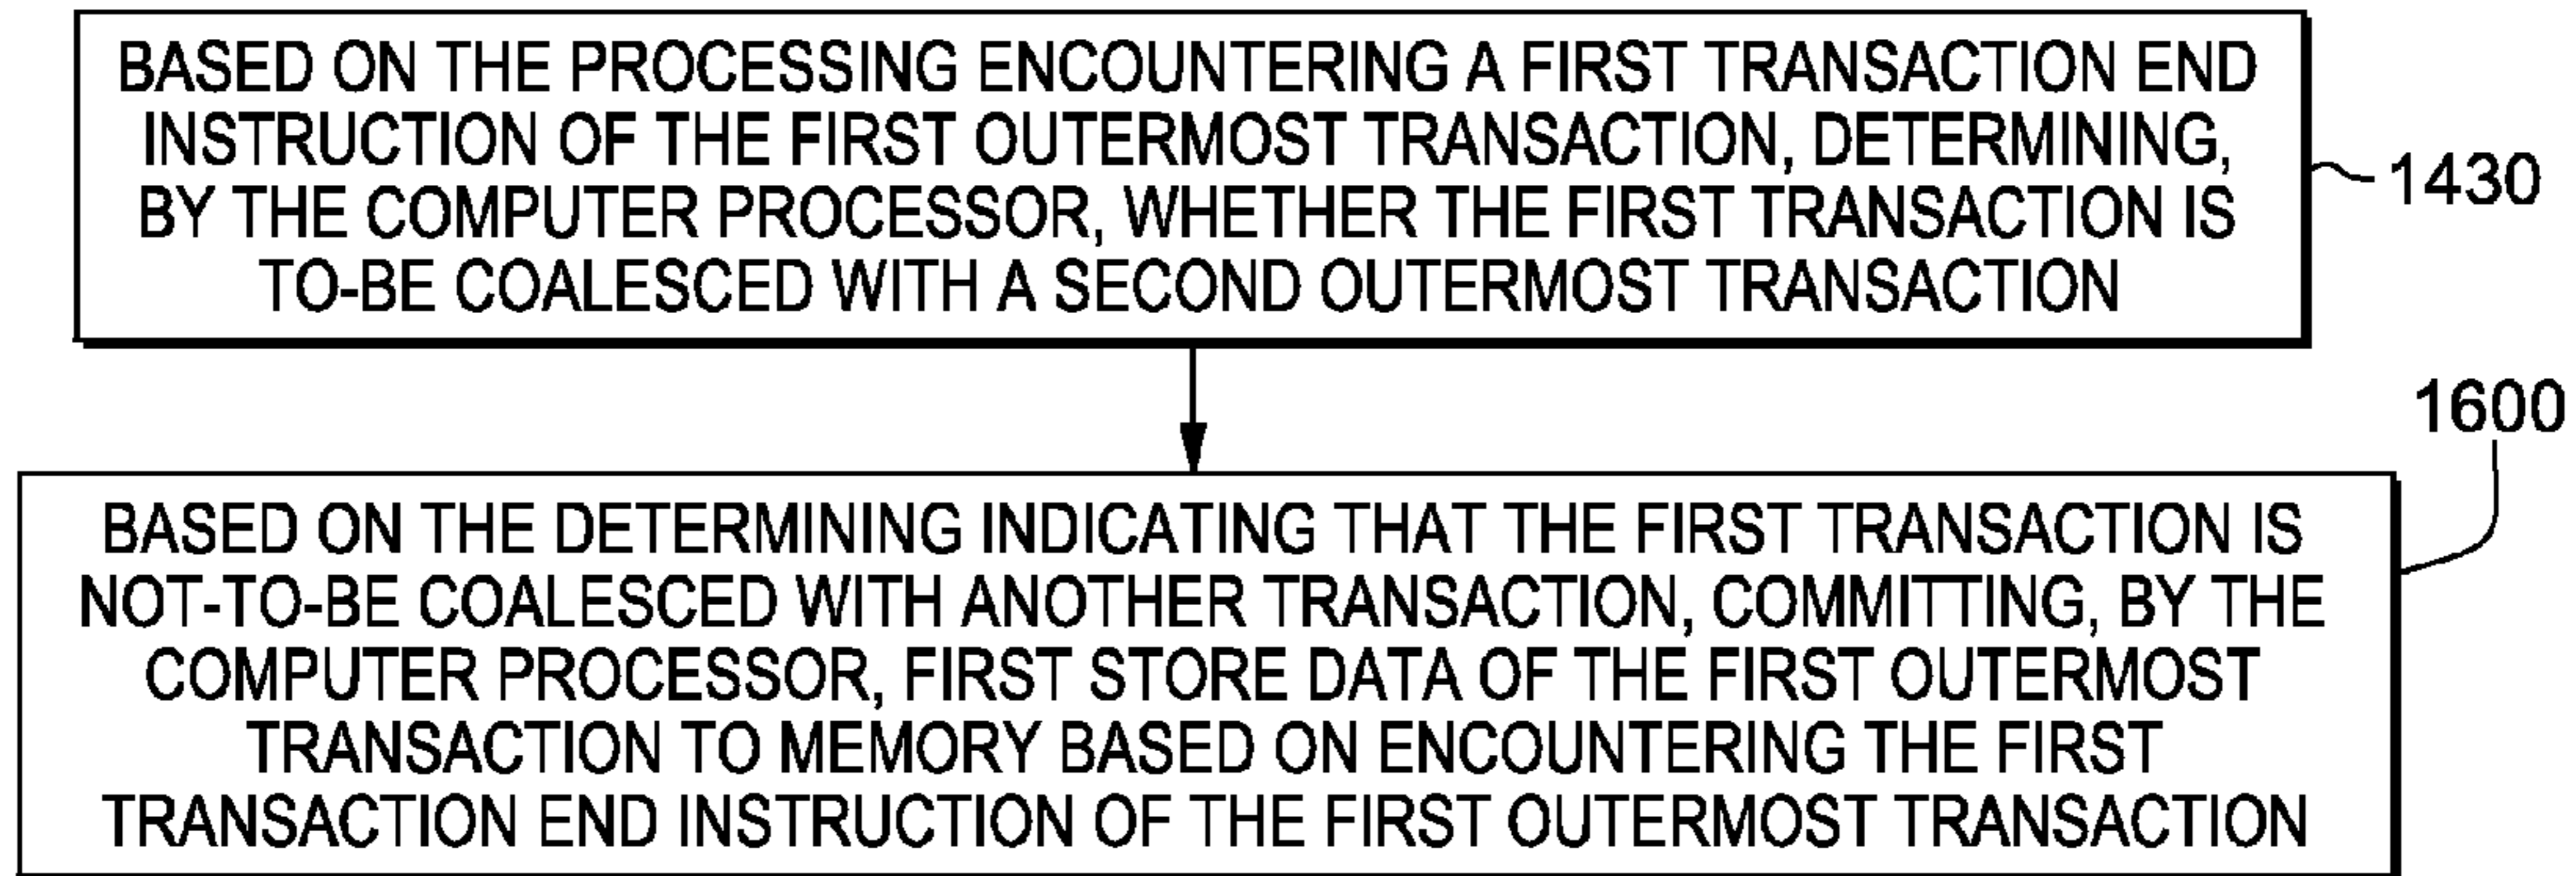 BASED ON THE PROCESSING ENCOUNTERING A FIRST TRANSACTION END
INSTRUCTION OF THE FIRST OUTERMOST TRANSACTION, DETERMINING,
BY THE COMPUTER PROCESSOR, WHETHER THE FIRST TRANSACTION IS
TO-BE COALESCED WITH A SECOND OUTERMOST TRANSACTION
1430
1600
BASED ON THE DETERMINING INDICATING THAT THE FIRST TRANSACTION IS
NOT-TO-BE COALESCED WITH ANOTHER TRANSACTION, COMMITTING, BY THE
COMPUTER PROCESSOR, FIRST STORE DATA OF THE FIRST OUTERMOST
TRANSACTION TO MEMORY BASED ON ENCOUNTERING THE FIRST
TRANSACTION END INSTRUCTION OF THE FIRST OUTERMOST TRANSACTION